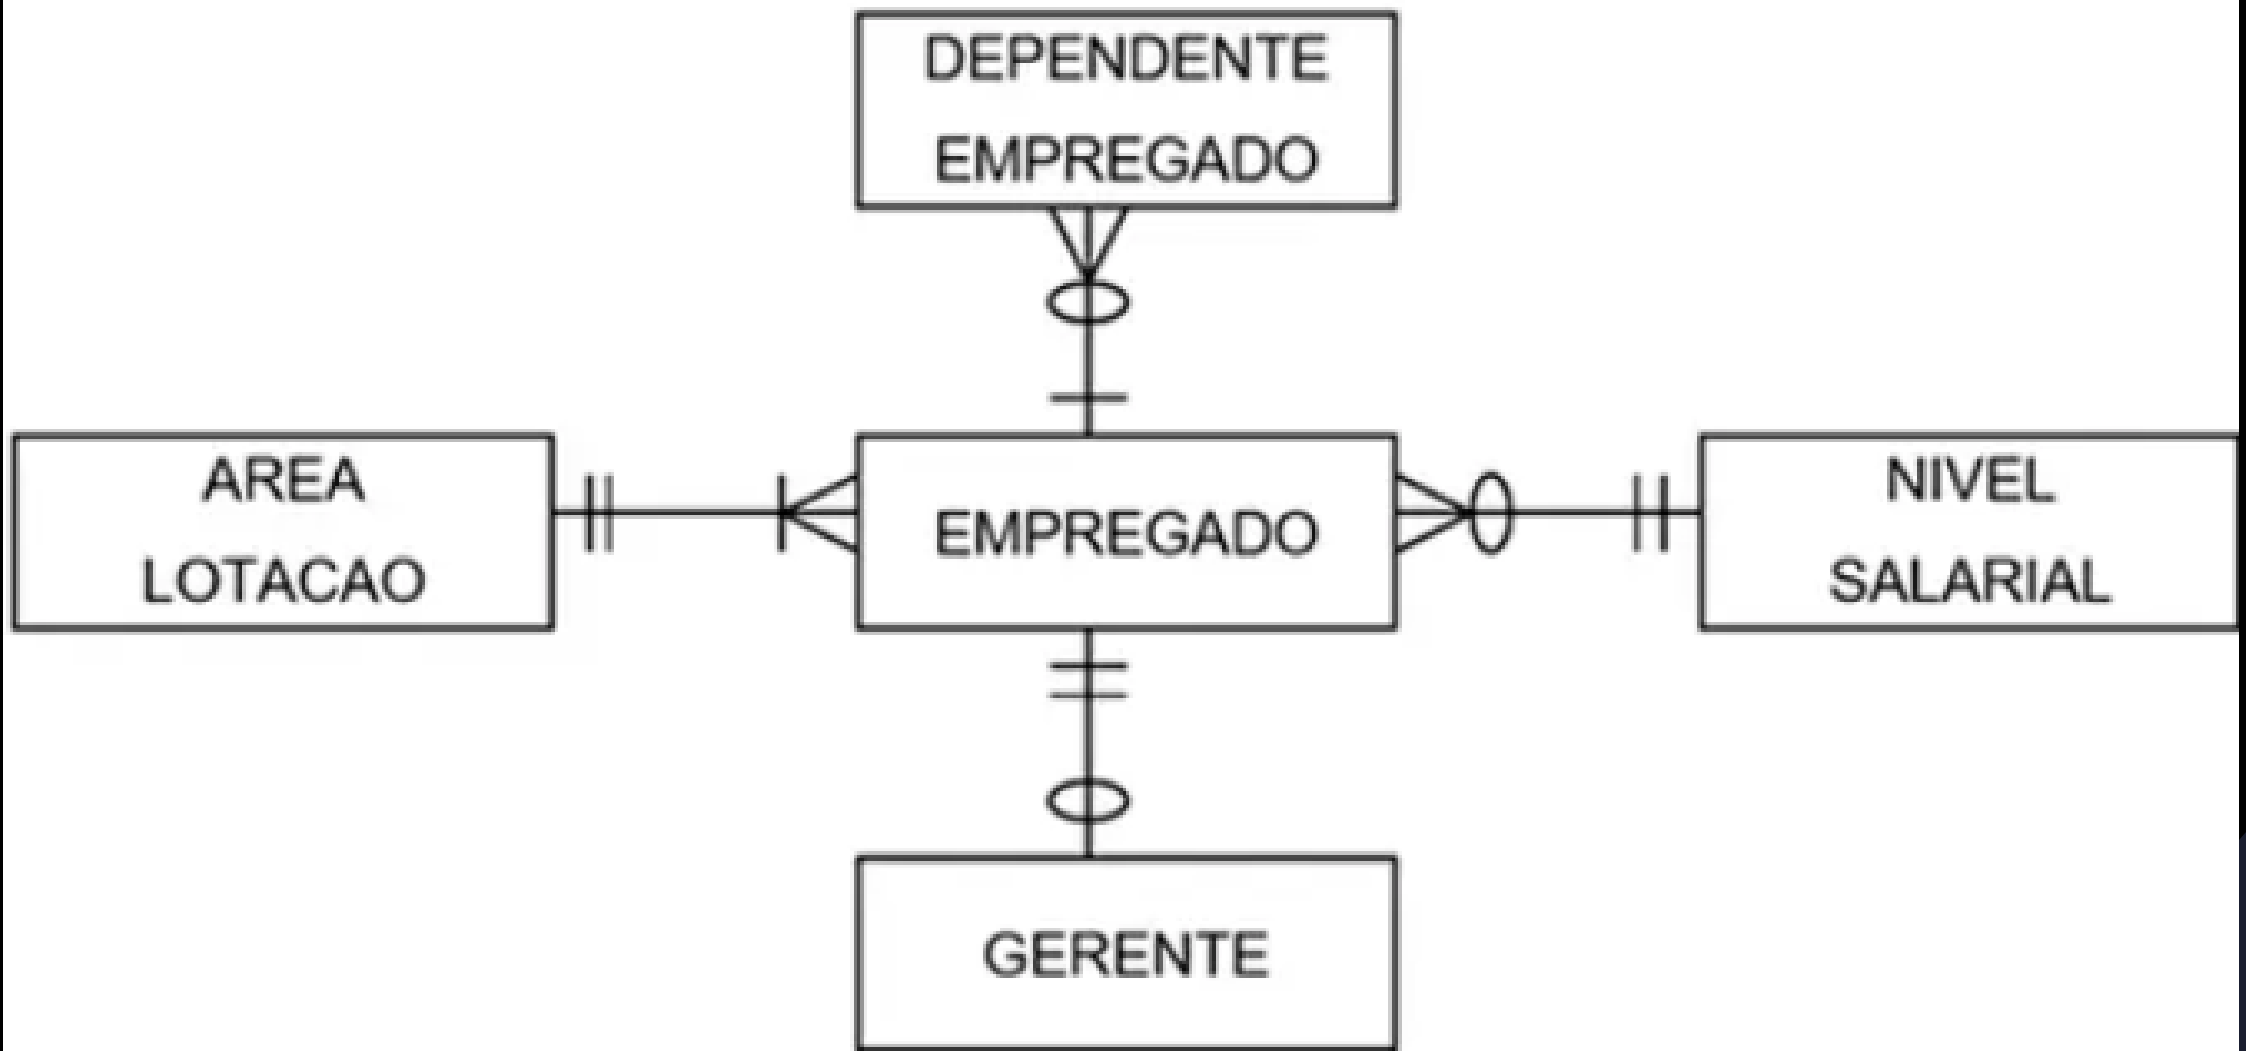 DEPENDENTE
EMPREGADO
AREA
LOTACAO
EMPREGADO
NIVEL
SALARIAL
GERENTE